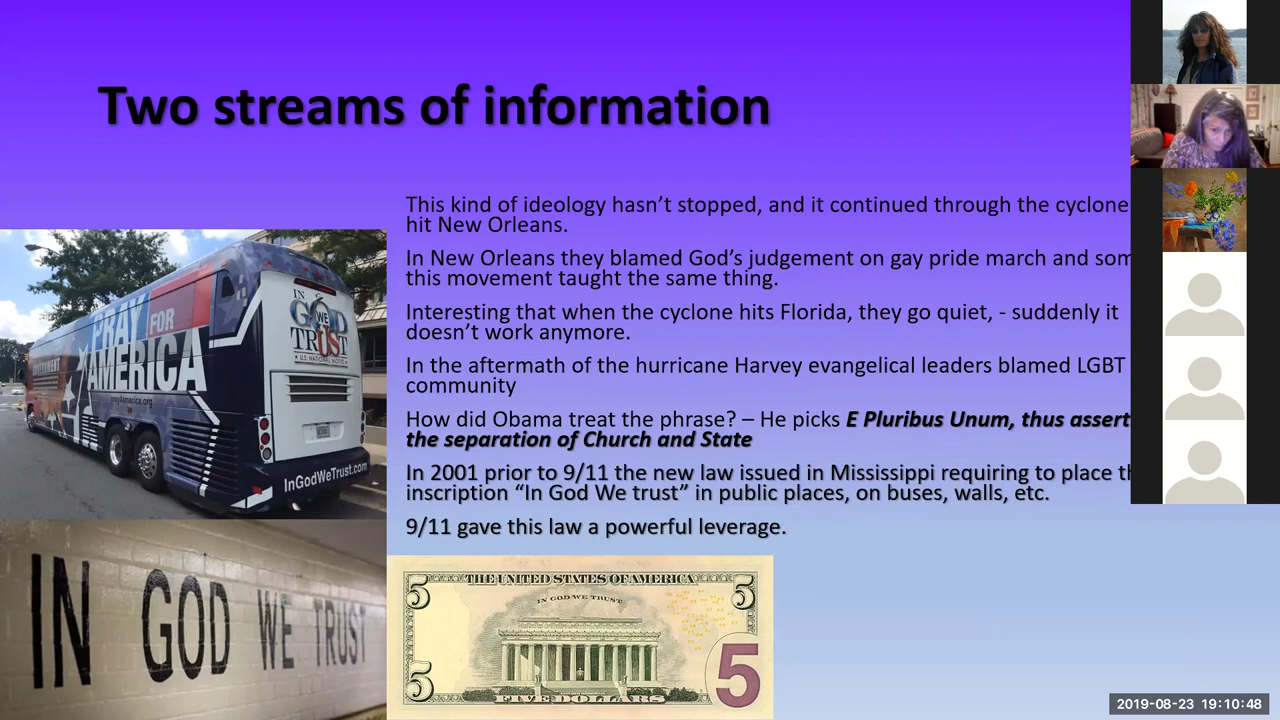 Two streams of information
This kind of ideology hasn’t stopped, and it continued through the cyclone
hit New Orleans.
In New Orleans they blamed God’s judgement on gay pride march and som
this movement taught the same thing.
Interesting that when the cyclone hits Florida, they go quiet, - suddenly it
doesn’t work anymore.
In the aftermath of the hurricane Harvey evangelical leaders blamed LGBT
community
How did Obama treat the phrase? – He picks E Pluribus Unum, thus assert
the separation of Church and State
In 2001 prior to 9/11 the new law issued in Mississippi requiring to place th
inscription “In God We trust” in public places, on buses, walls, etc.
9/11 gave this law a powerful leverage.
PRAY FOR
AMERICA
IN
GOD
WE
TRUST
U.S. NATIONAL MOTTO
InGodWeTrust.com
IN GOD WE TRUST
THE UNITED STATES OF AMERICA
5 5
IN GOD WE TRUST
5 5
FIVE DOLLARS
2019-08-23 19:10:48